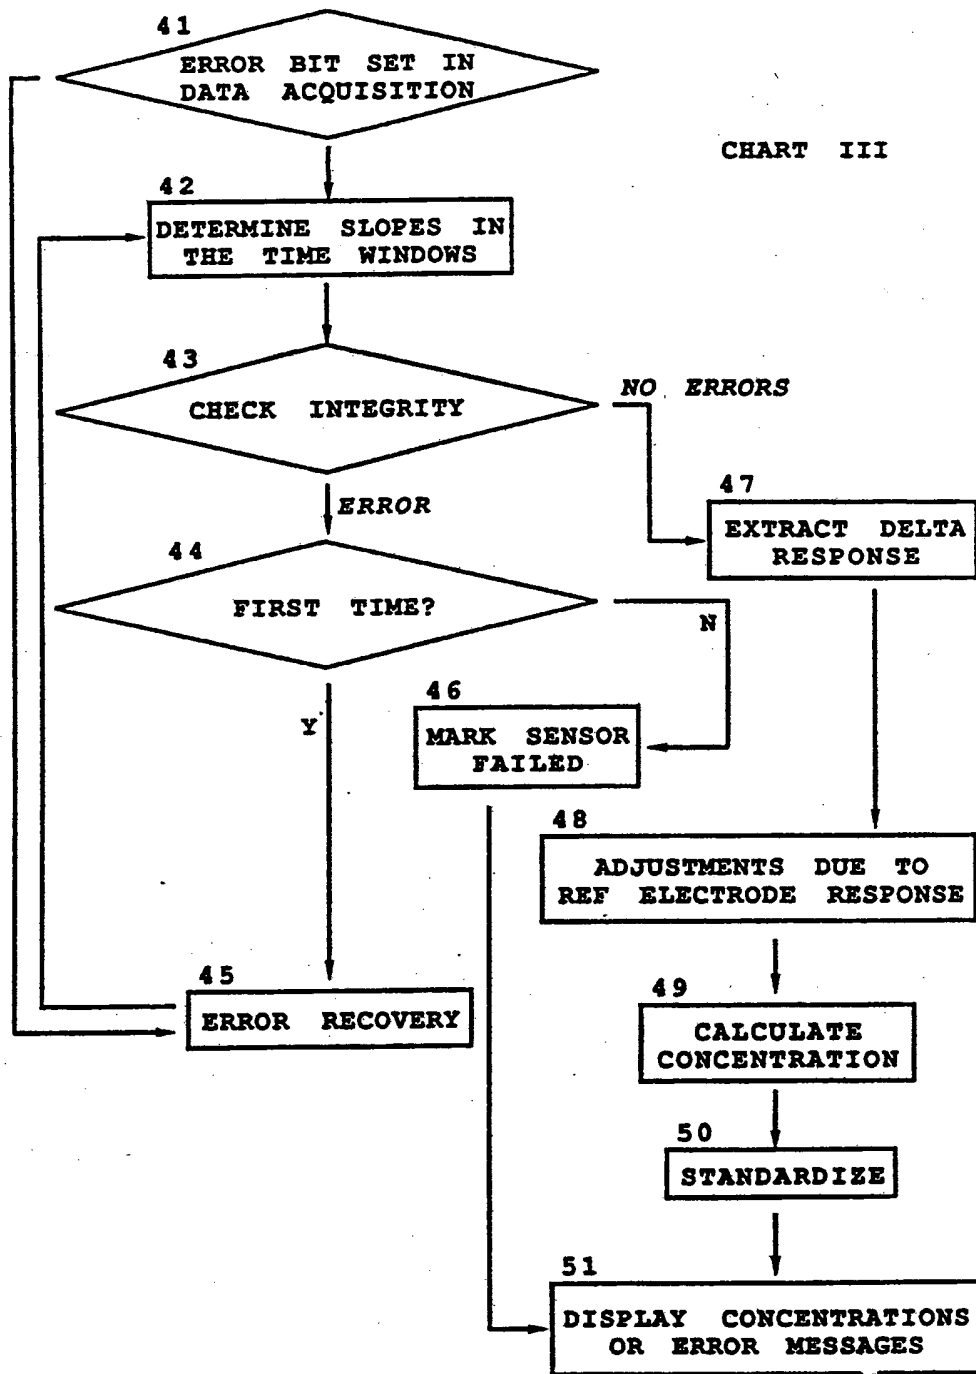 41
ERROR BIT SET IN
DATA ACQUISITION
CHART III
42
DETERMINE SLOPES IN
THE TIME WINDOWS
43
CHECK INTEGRITY
NO ERRORS
ERROR
47
EXTRACT DELTA
RESPONSE
44
FIRST TIME?
N
Y
46
MARK SENSOR
FAILED
48
ADJUSTMENTS DUE TO
REF ELECTRODE RESPONSE
45
ERROR RECOVERY
49
CALCULATE
CONCENTRATION
50
STANDARDIZE
51
DISPLAY CONCENTRATIONS
OR ERROR MESSAGES